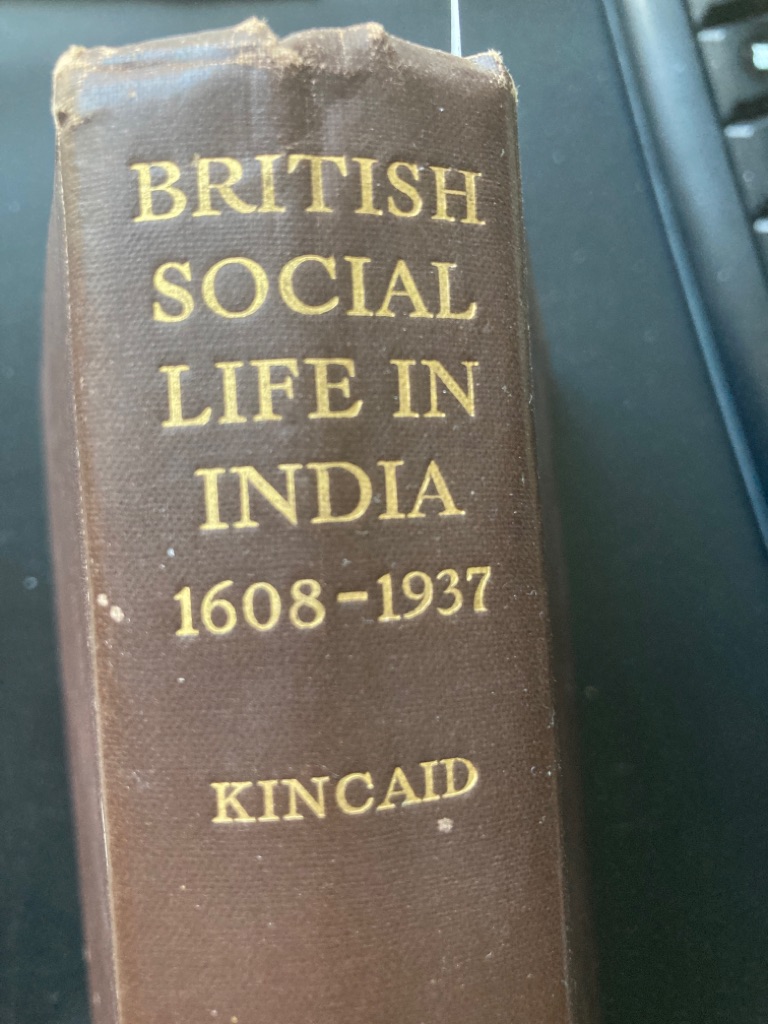 BRITISH
SOCIAL
LIFE IN
INDIA
1608-1937
KINCAID